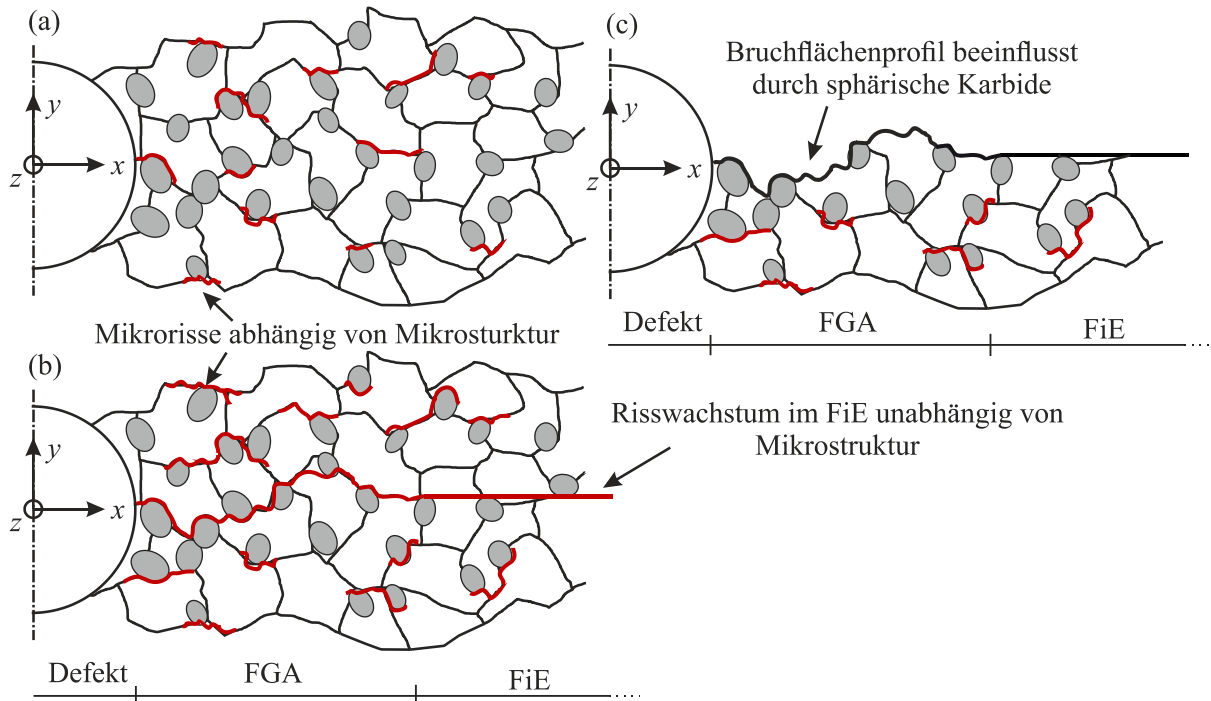 (a)
y
x
z
Mikrorisse abhängig von Mikrosturktur
(b)
y
x
z
Risswachstum im FiE unabhängig von
Mikrostruktur
Defekt
FGA
FiE
(c)
Bruchflächenprofil beeinflusst
durch sphärische Karbide
y
x
z
Defekt
FGA
FiE